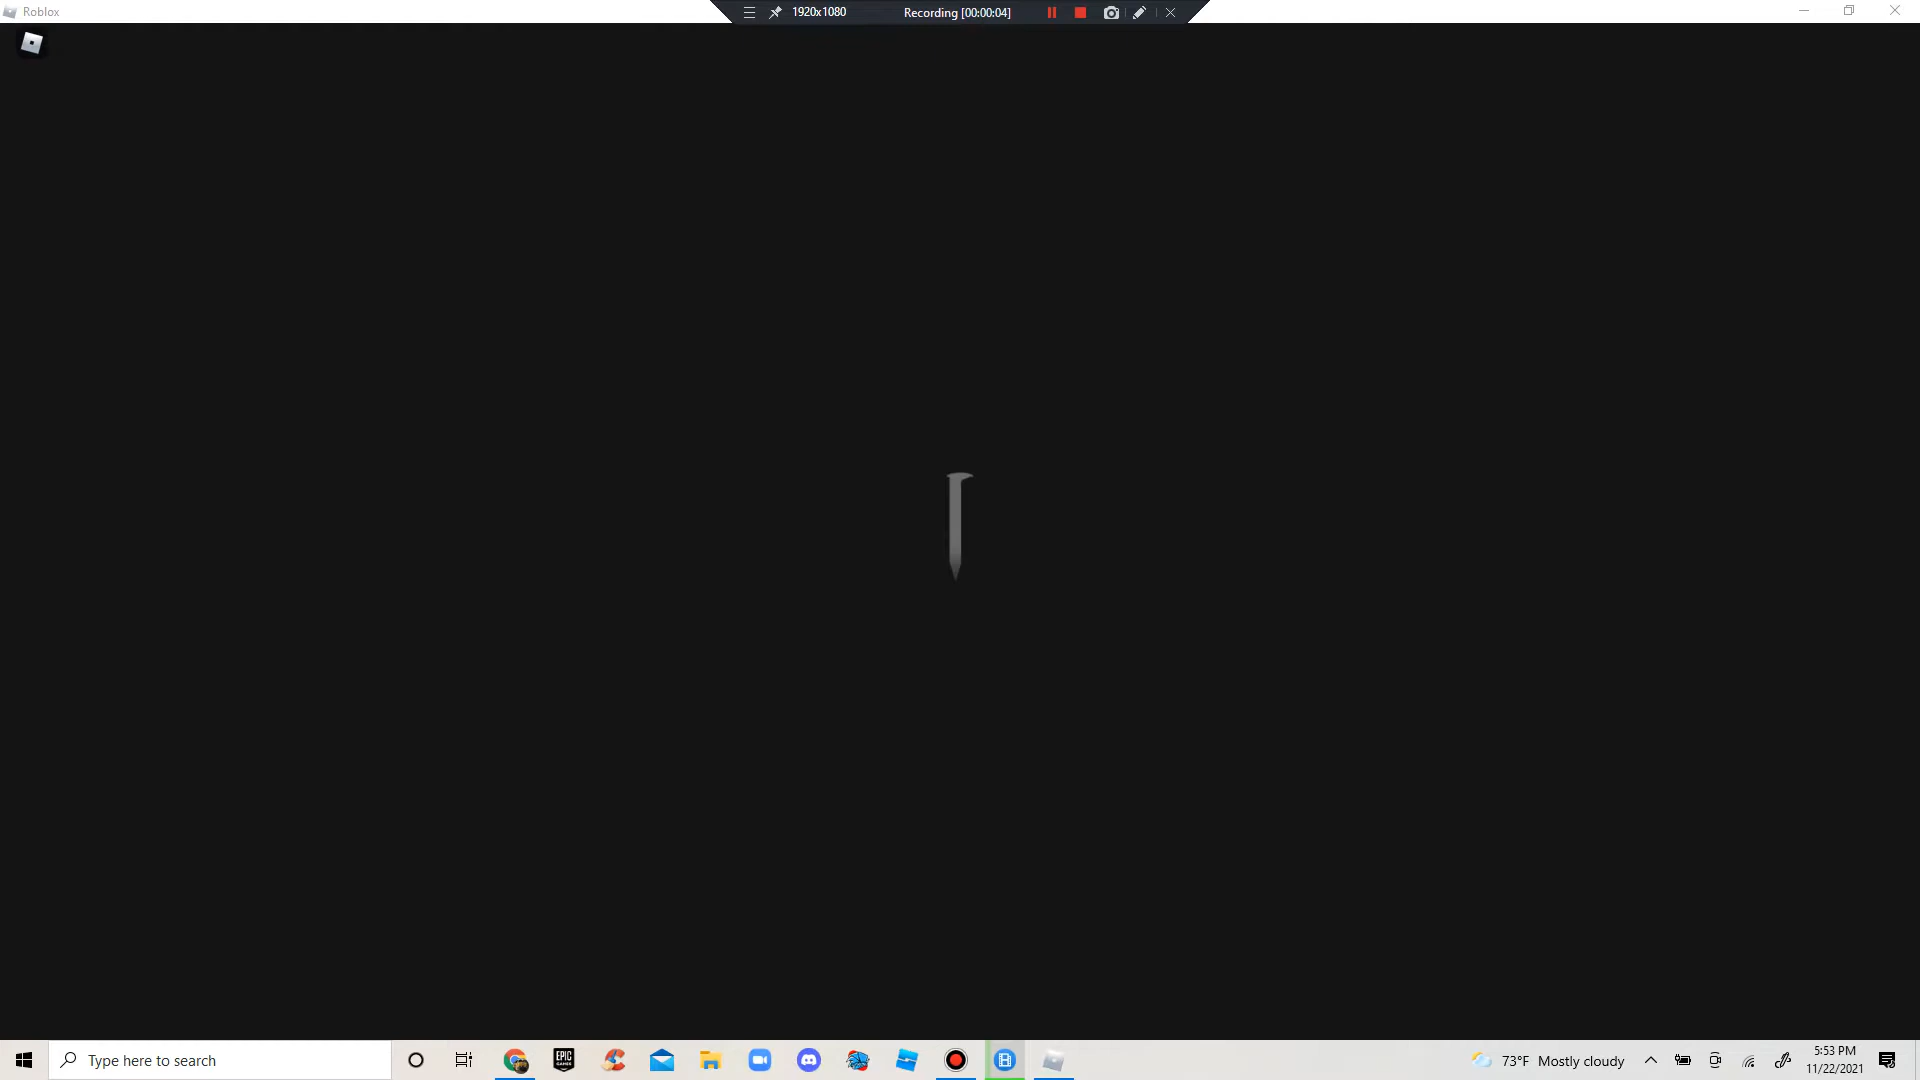 Roblox
1920x1080
Recording [00:00:04]
Type here to search
EPIC GAMES
73°F Mostly cloudy
5:53 PM
11/22/2021